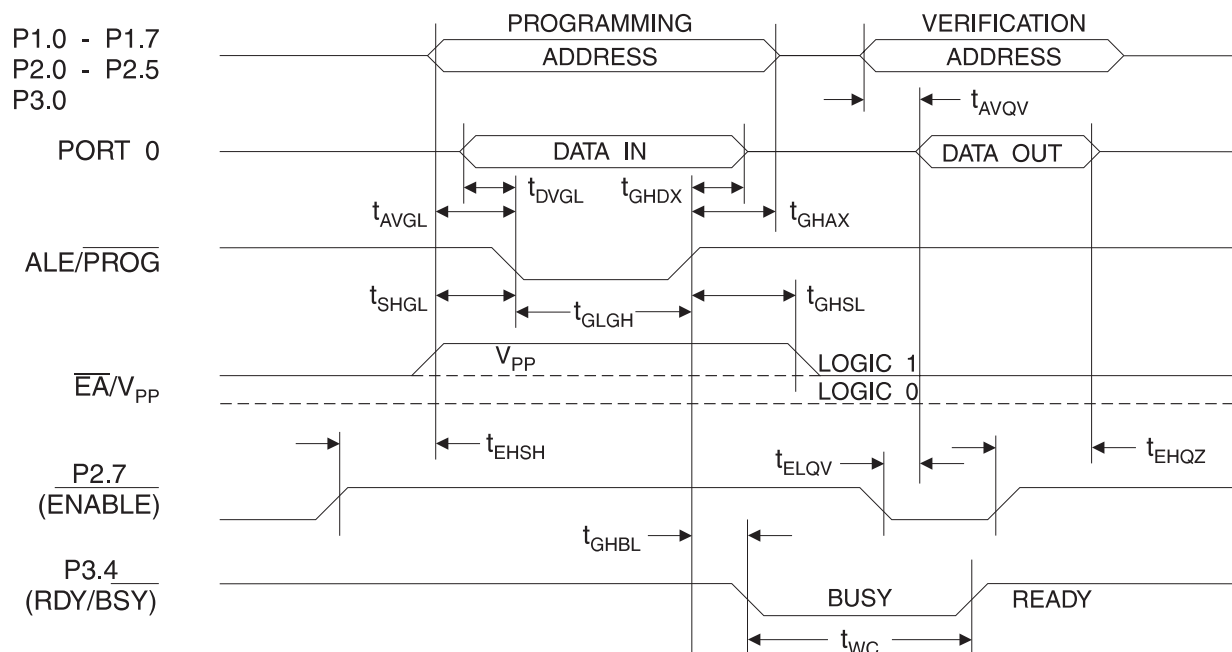 PROGRAMMING VERIFICATION
P1.0 - P1.7
P2.0 - P2.5
P3.0
ADDRESS ADDRESS
tAVQV
PORT 0 DATA IN DATA OUT
tDVGL tGHDX
tAVGL tGHAX
ALE/PROG
tSHGL tGLGH tGHSL
EA/VPP VPP LOGIC 1
LOGIC 0
tEHSH tELQV tEHQZ
P2.7
(ENABLE)
tGHBL
P3.4
(RDY/BSY) BUSY READY
tWC